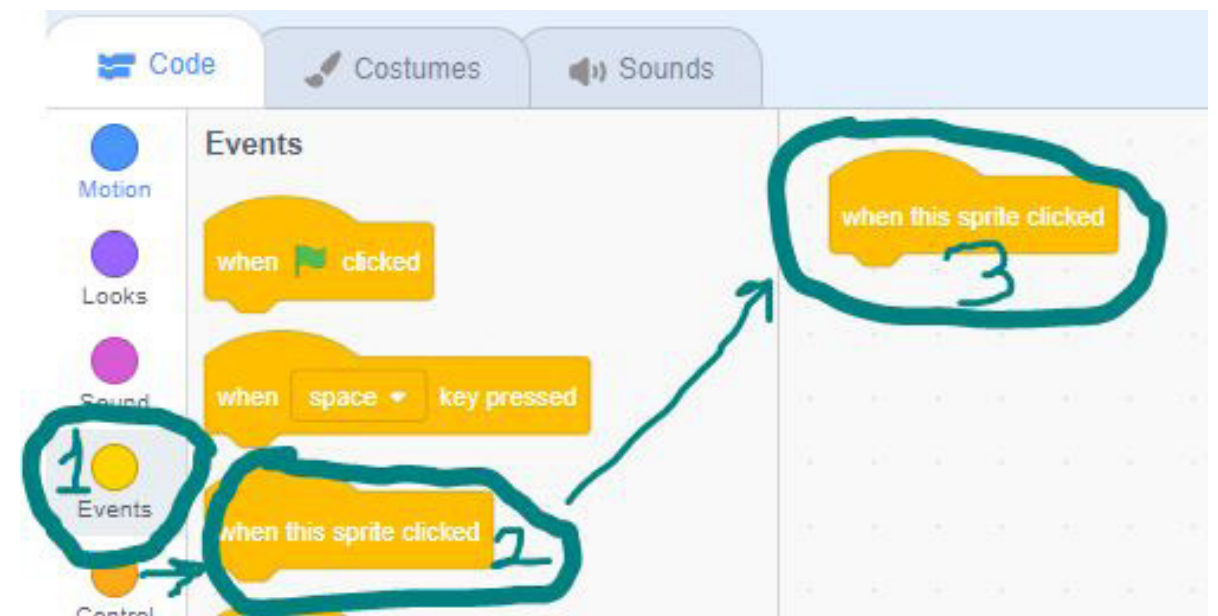 Code
Costumes
Sounds
Motion
Looks
Sound
Events
Control
Events
when clicked
when space key pressed
when this sprite clicked
when this sprite clicked
1
2
3